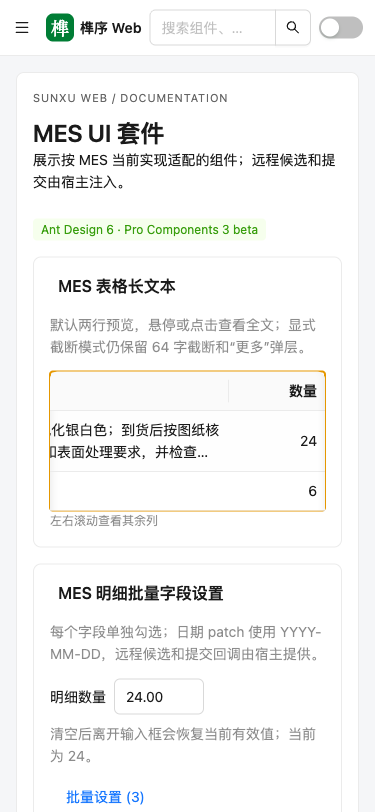 榫 榫序 Web 搜索组件、…
SUNXU WEB / DOCUMENTATION
MES UI 套件
展示按 MES 当前实现适配的组件；远程候选和提
交由宿主注入。
Ant Design 6 · Pro Components 3 beta
MES 表格长文本
默认两行预览，悬停或点击查看全文；显式
截断模式仍保留 64 字截断和“更多”弹层。
数量
化银白色；到货后按图纸核
24
和表面处理要求，并检查...
6
左右滚动查看其余列
MES 明细批量字段设置
每个字段单独勾选；日期 patch 使用 YYYY-
MM-DD，远程候选和提交回调由宿主提供。
明细数量 24.00
清空后离开输入框会恢复当前有效值；当前
为 24。
批量设置 (3)